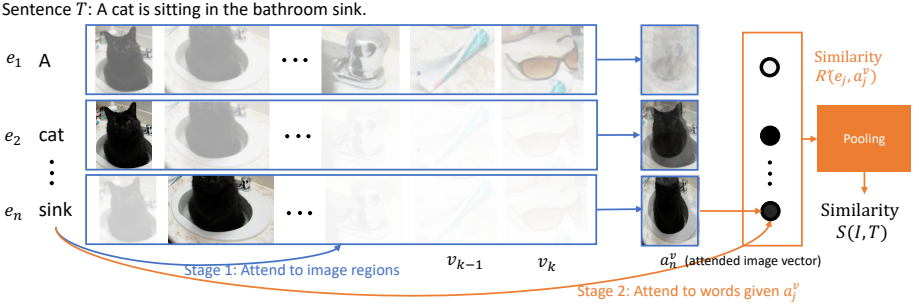 Sentence T: A cat is sitting in the bathroom sink.
e₁ A
Similarity
R′(eⱼ, aⱼᵛ)
e₂ cat
Pooling
⋮
eₙ sink
Similarity
S(I, T)
Stage 1: Attend to image regions
vₖ₋₁
vₖ
aₙᵛ (attended image vector)
Stage 2: Attend to words given aⱼᵛ